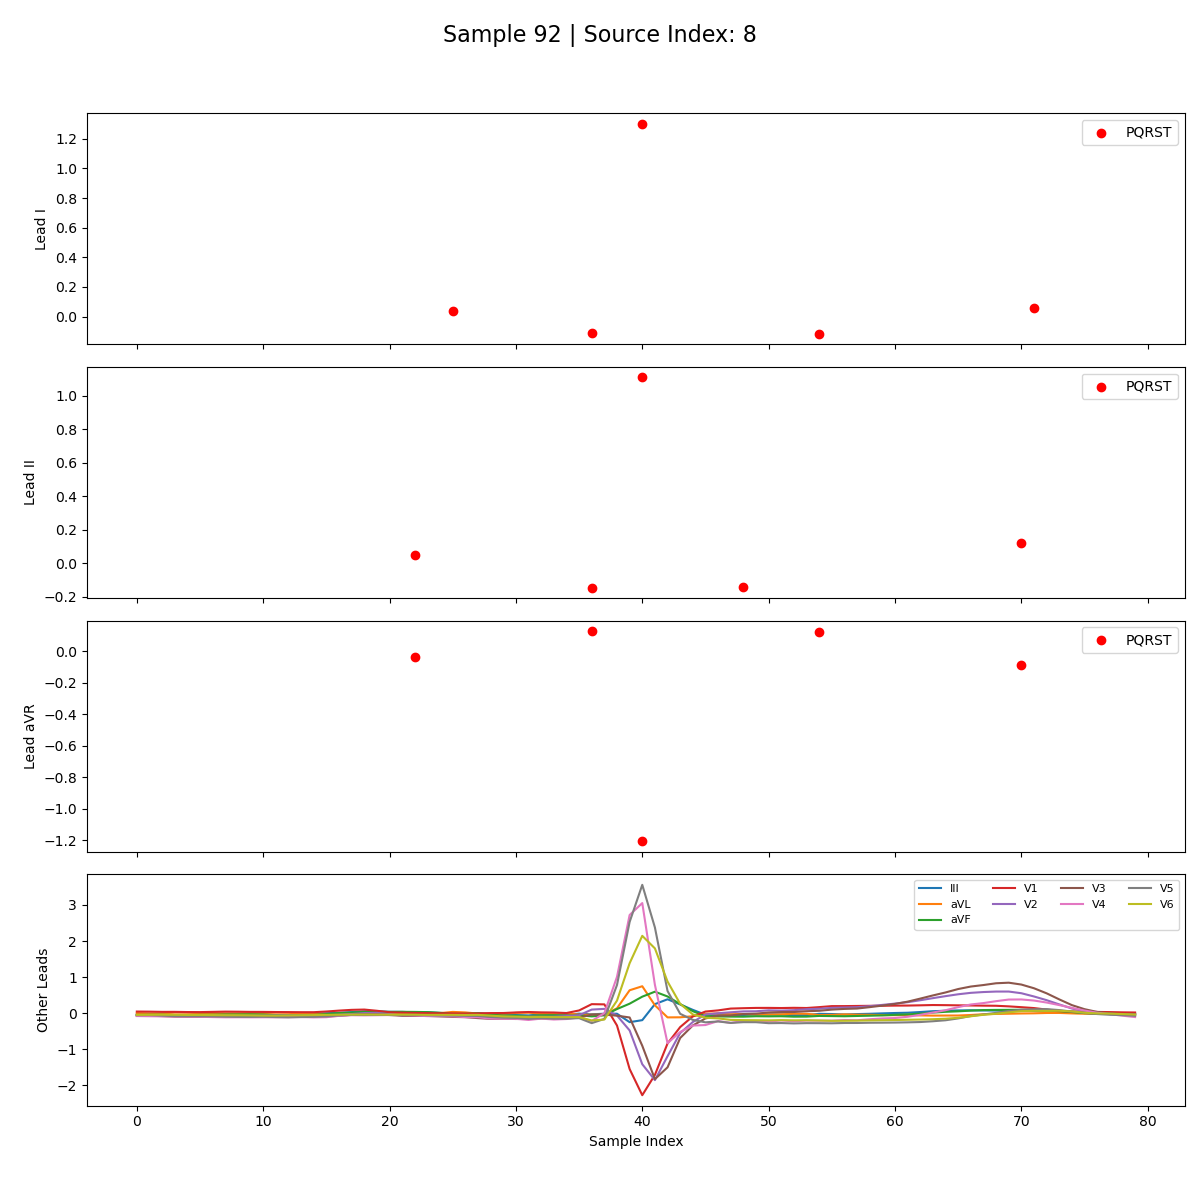 Sample 92 | Source Index: 8
Lead I
1.2
1.0
0.8
0.6
0.4
0.2
0.0
PQRST
Lead II
1.0
0.8
0.6
0.4
0.2
0.0
−0.2
PQRST
Lead aVR
0.0
−0.2
−0.4
−0.6
−0.8
−1.0
−1.2
PQRST
Other Leads
3
2
1
0
−1
−2
III
aVL
aVF
V1
V2
V3
V4
V5
V6
0 10 20 30 40 50 60 70 80
Sample Index